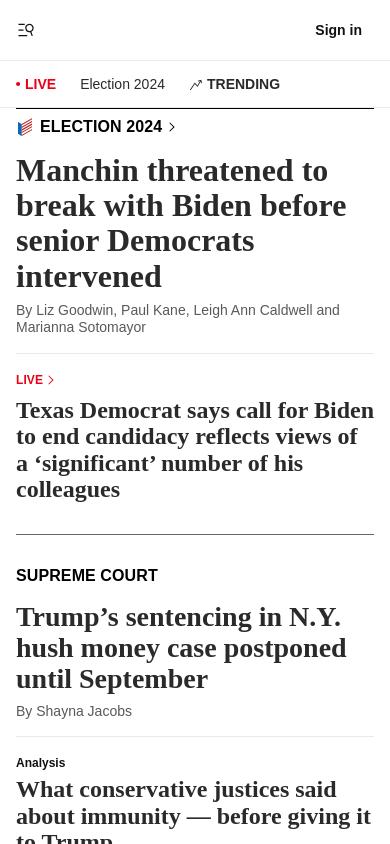 Sign in
LIVE Election 2024 TRENDING
ELECTION 2024
Manchin threatened to
break with Biden before
senior Democrats
intervened
By Liz Goodwin, Paul Kane, Leigh Ann Caldwell and
Marianna Sotomayor
LIVE
Texas Democrat says call for Biden
to end candidacy reflects views of
a ‘significant’ number of his
colleagues
SUPREME COURT
Trump’s sentencing in N.Y.
hush money case postponed
until September
By Shayna Jacobs
Analysis
What conservative justices said
about immunity — before giving it
to Trump